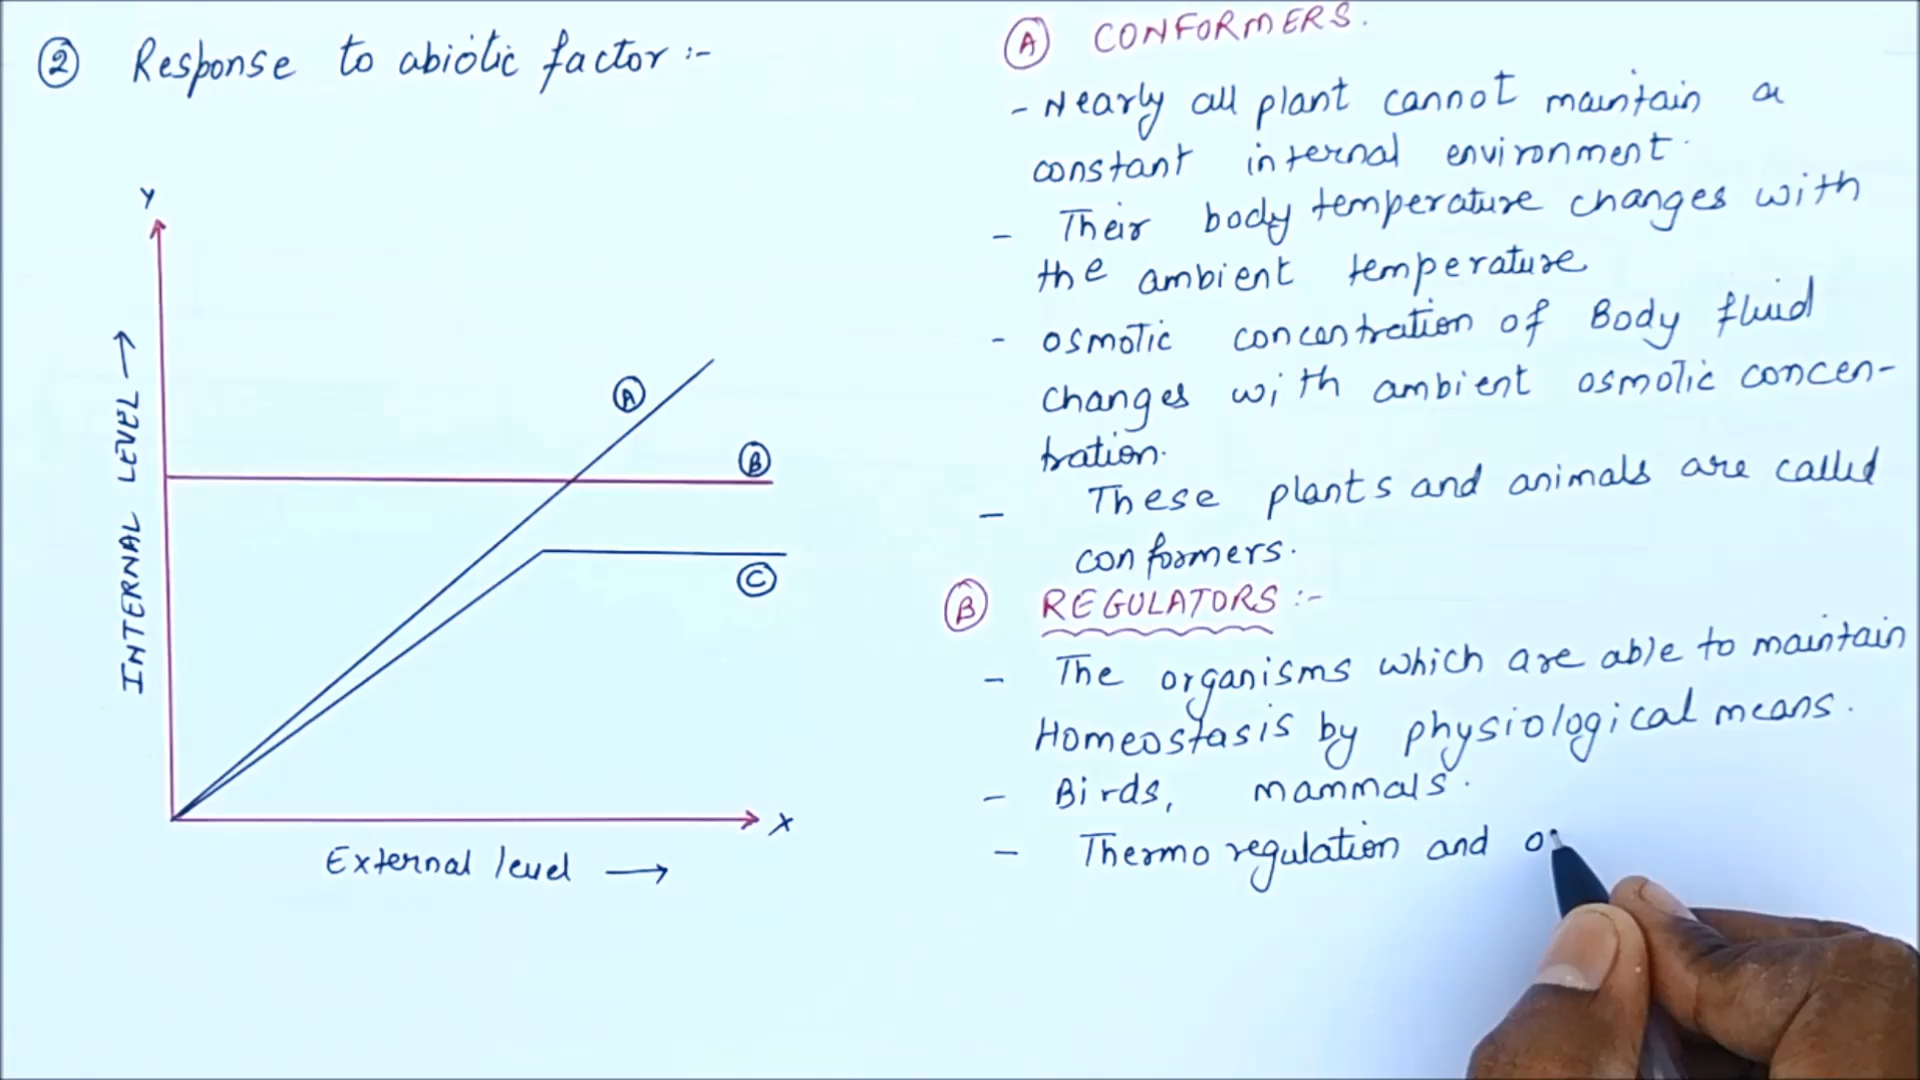 ② Response to abiotic factor :-
Y
INTERNAL LEVEL →
Ⓐ
Ⓑ
Ⓒ
X
External level →
Ⓐ CONFORMERS.
- Nearly all plant cannot maintain a
constant internal environment.
- Their body temperature changes with
the ambient temperature
- Osmotic concentration of Body fluid
changes with ambient osmotic concen-
tration.
- These plants and animals are called
conformers.
Ⓑ REGULATORS :-
- The organisms which are able to maintain
Homeostasis by physiological means.
- Birds, mammals.
- Thermo regulation and o